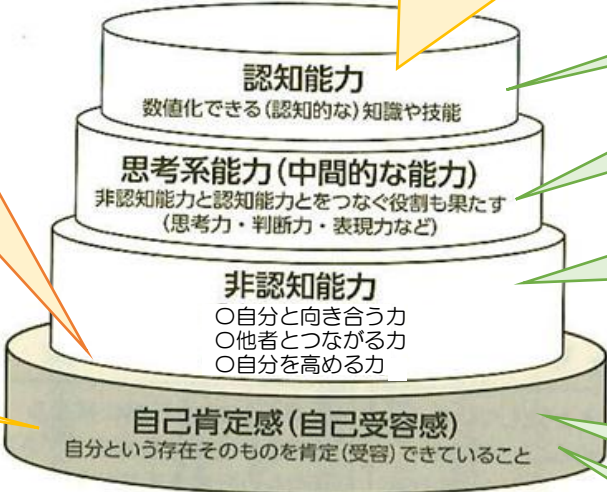 認知能力
数値化できる(認知的な)知識や技能
思考系能力(中間的な能力)
非認知能力と認知能力とをつなぐ役割も果たす
(思考力・判断力・表現力など)
非認知能力
〇自分と向き合う力
〇他者とつながる力
〇自分を高める力
自己肯定感(自己受容感)
自分という存在そのものを肯定(受容)できていること